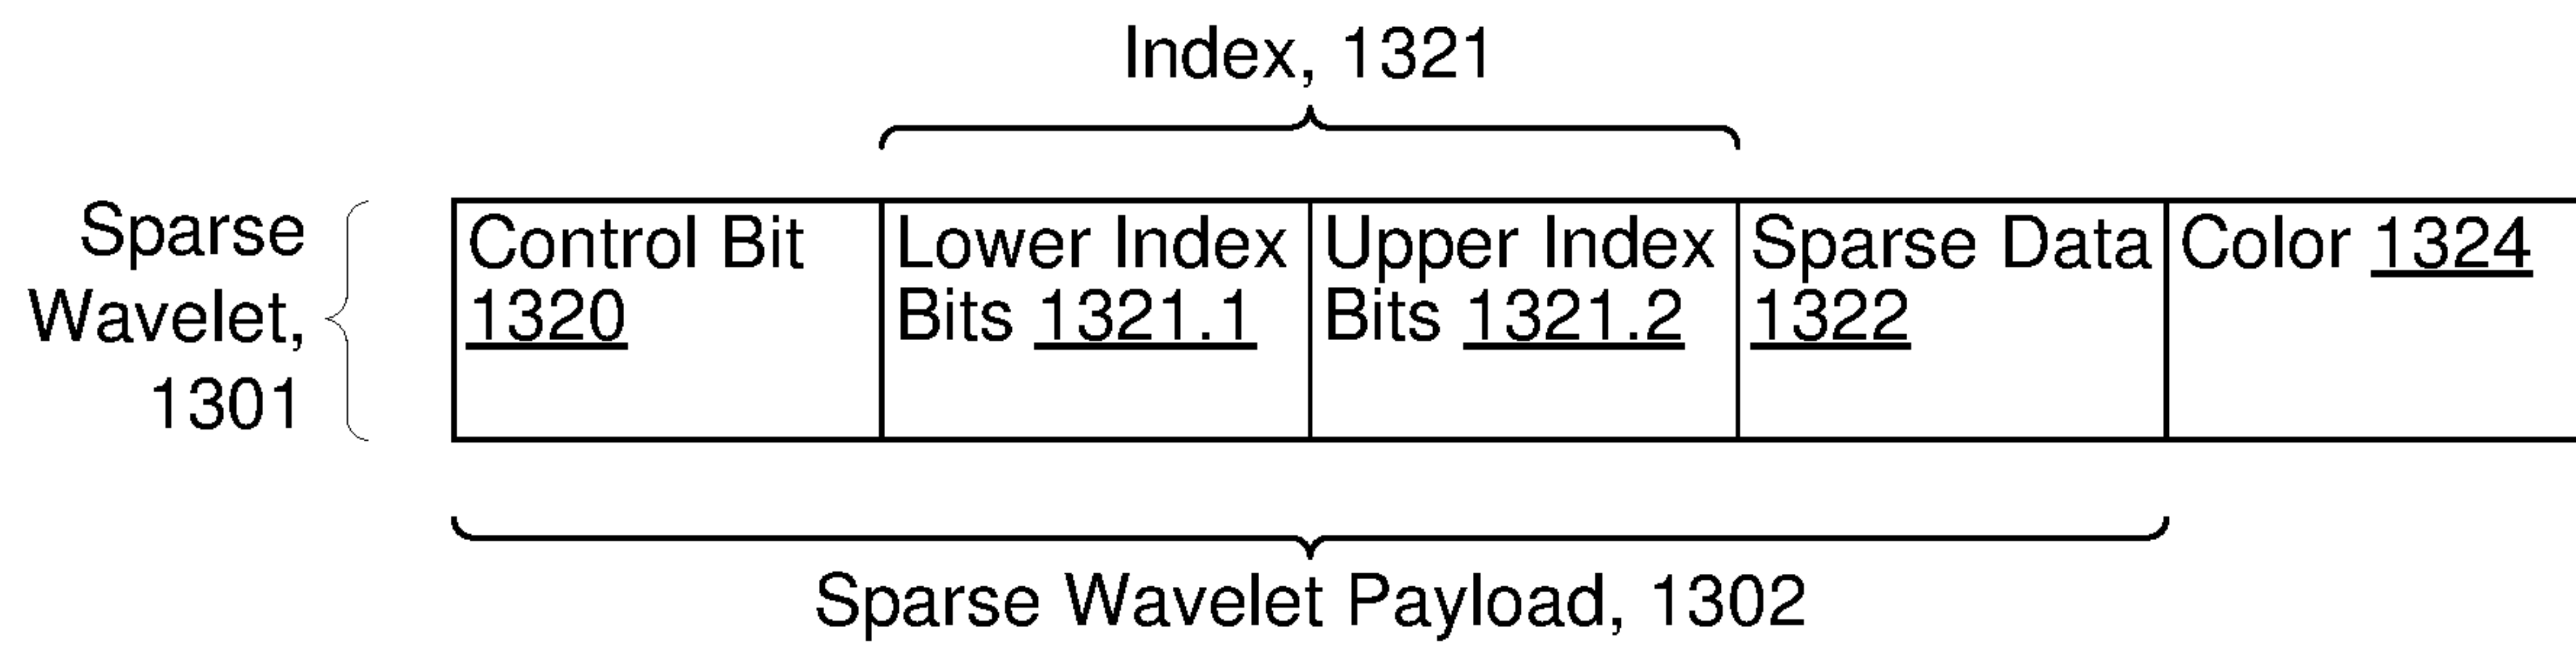 Index, 1321
Sparse
Wavelet,
1301
Control Bit
1320
Lower Index
Bits 1321.1
Upper Index
Bits 1321.2
Sparse Data
1322
Color 1324
Sparse Wavelet Payload, 1302